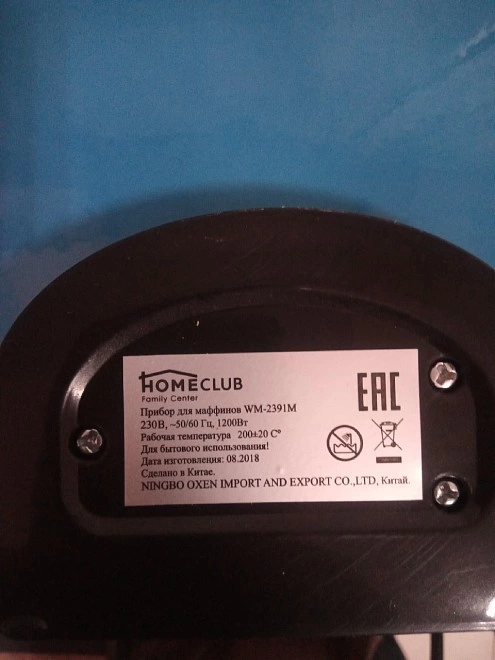 HOMECLUB
Family Center
EAC
Прибор для маффинов WM-2391M
230В, ~50/60 Гц, 1200Вт
Рабочая температура 200±20 С°
Для бытового использования!
Дата изготовления: 08.2018
Сделано в Китае.
NINGBO OXEN IMPORT AND EXPORT CO.,LTD, Китай.